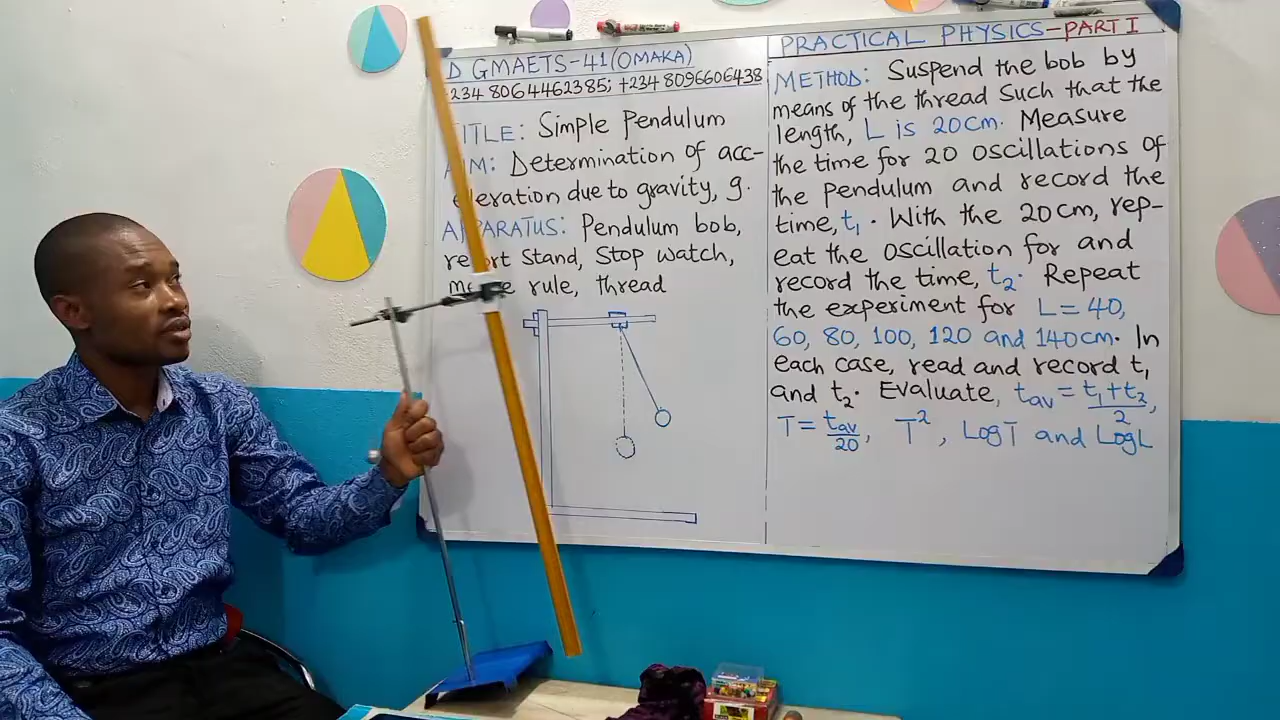 D GMAETS-41 (OMAKA)
+234 8064462385; +234 8096606438
TITLE: Simple Pendulum
AIM: Determination of acc-
eleration due to gravity, g.
APPARATUS: Pendulum bob,
retort stand, Stop watch,
metre rule, thread
PRACTICAL PHYSICS-PART I
METHOD: Suspend the bob by
means of the thread such that the
length, L is 20cm. Measure
the time for 20 oscillations of
the pendulum and record the
time, t₁. With the 20cm, rep-
eat the oscillation for and
record the time, t₂. Repeat
the experiment for L = 40,
60, 80, 100, 120 and 140cm. In
each case, read and record t₁
and t₂. Evaluate, tav = t₁+t₂/2,
T = tav/20, T², LogT and LogL